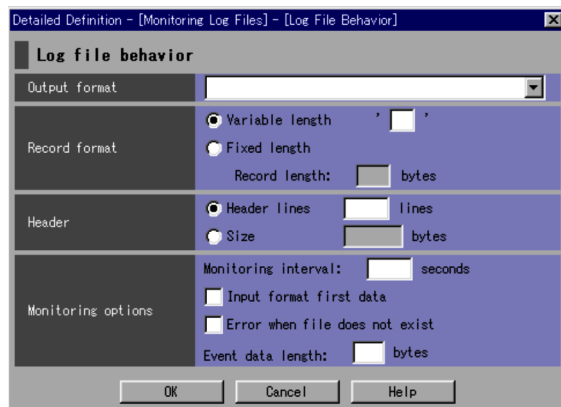 Detailed Definition - [Monitoring Log Files] - [Log File Behavior]
Log file behavior
Output format
Record format
Variable length ' '
Fixed length
Record length: bytes
Header
Header lines lines
Size bytes
Monitoring options
Monitoring interval: seconds
Input format first data
Error when file does not exist
Event data length: bytes
OK Cancel Help